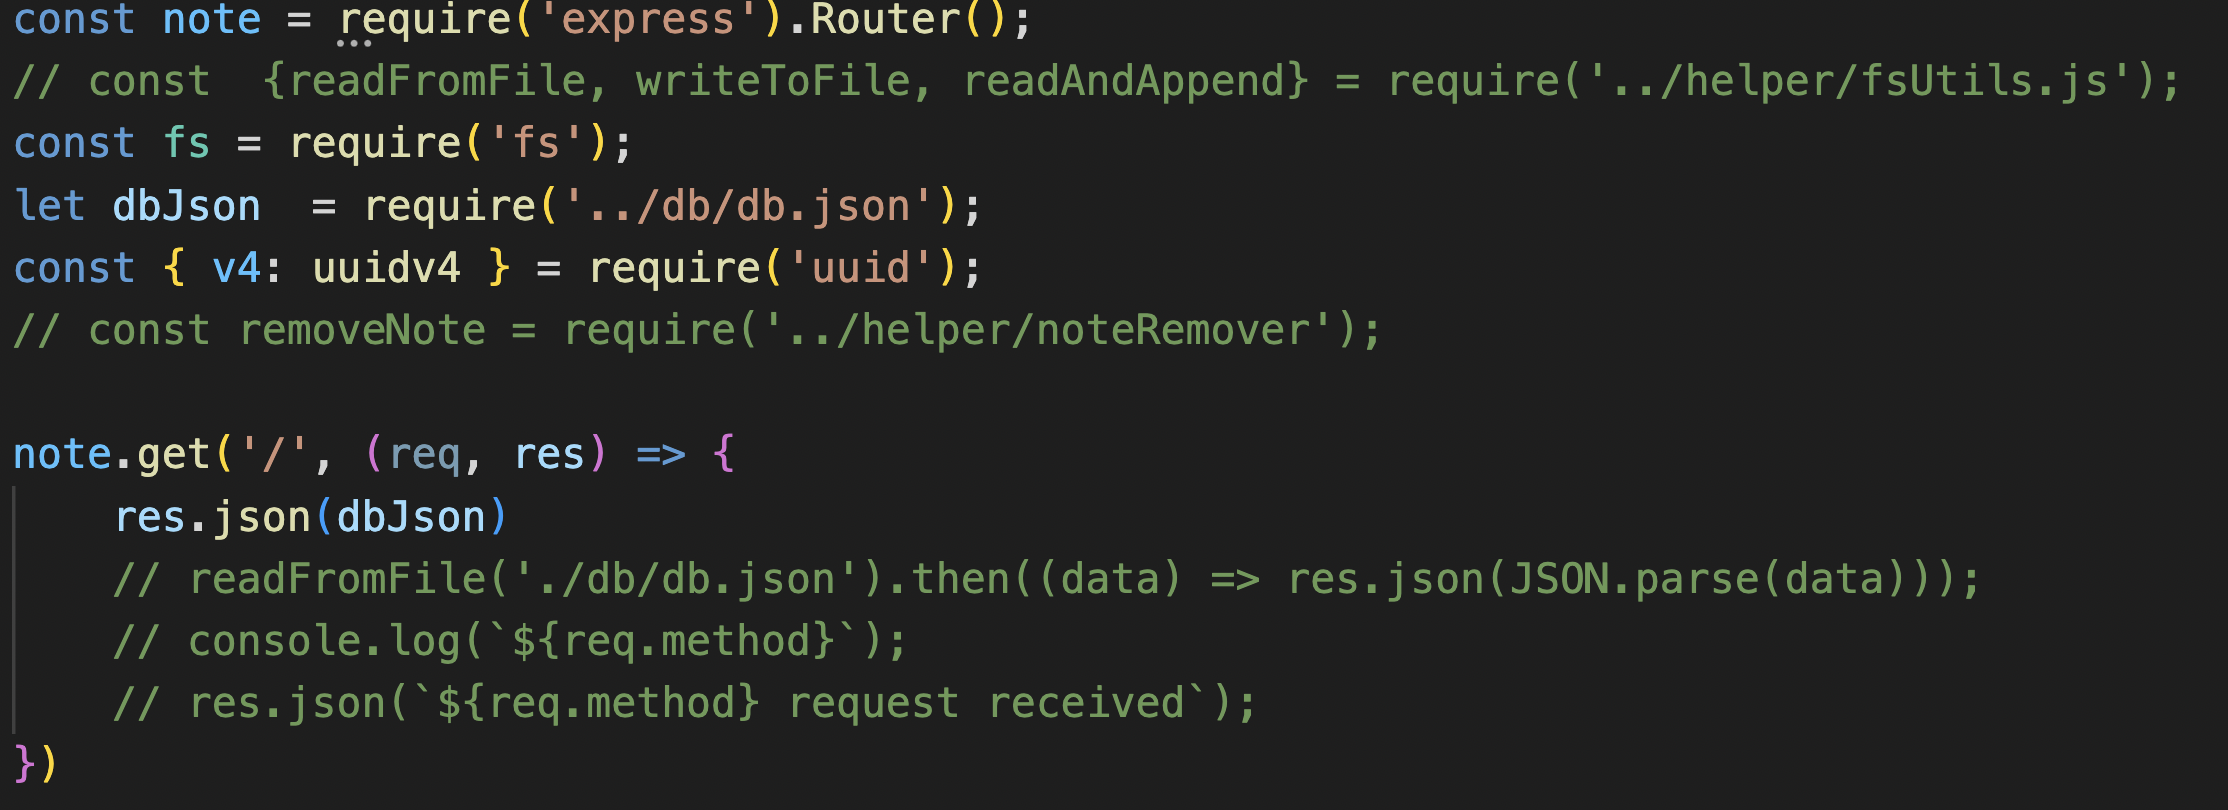 const note = require('express').Router();
// const  {readFromFile, writeToFile, readAndAppend} = require('../helper/fsUtils.js');
const fs = require('fs');
let dbJson  = require('../db/db.json');
const { v4: uuidv4 } = require('uuid');
// const removeNote = require('../helper/noteRemover');

note.get('/', (req, res) => {
    res.json(dbJson)
    // readFromFile('./db/db.json').then((data) => res.json(JSON.parse(data)));
    // console.log(`${req.method}`);
    // res.json(`${req.method} request received`);
})